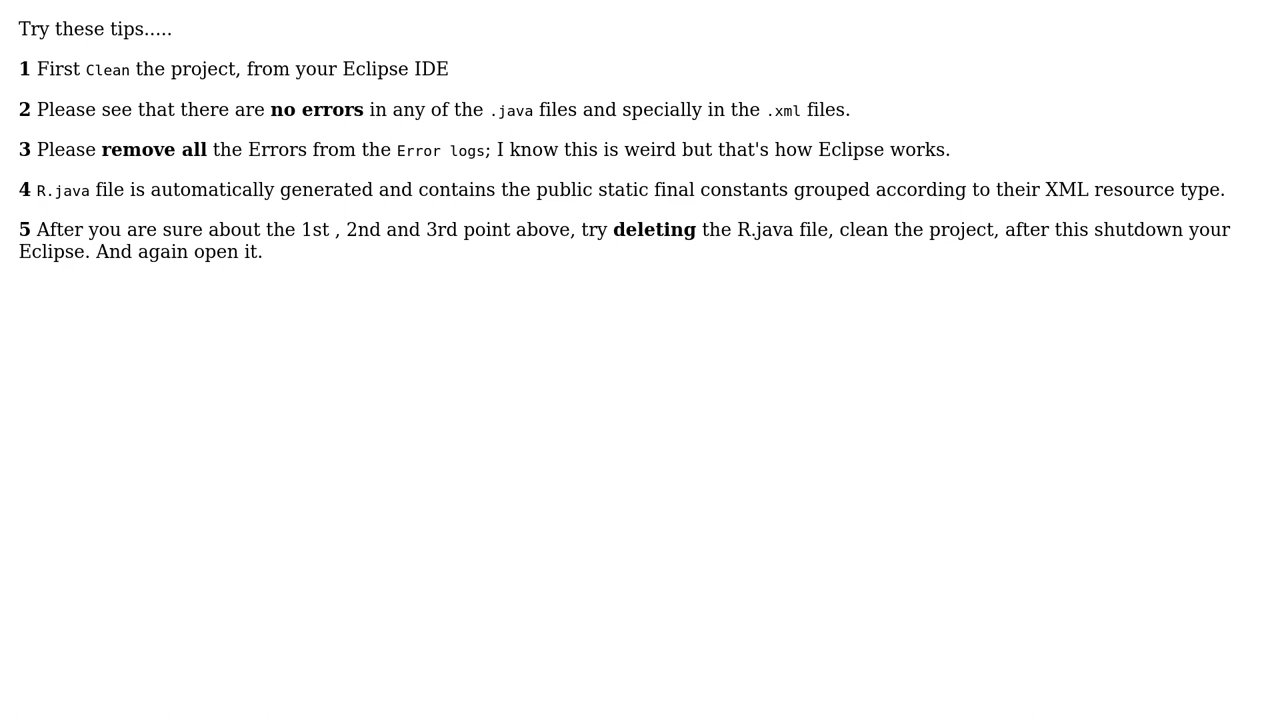 Try these tips.....
1 First Clean the project, from your Eclipse IDE
2 Please see that there are no errors in any of the .java files and specially in the .xml files.
3 Please remove all the Errors from the Error logs; I know this is weird but that's how Eclipse works.
4 R.java file is automatically generated and contains the public static final constants grouped according to their XML resource type.
5 After you are sure about the 1st , 2nd and 3rd point above, try deleting the R.java file, clean the project, after this shutdown your
Eclipse. And again open it.